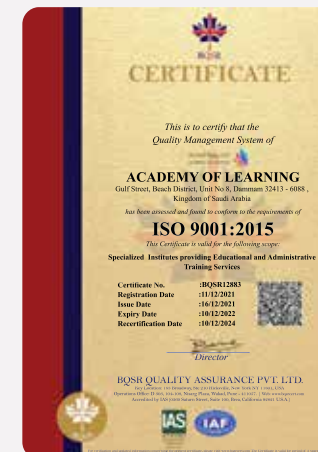 BQSR
CERTIFICATE
This is to certify that the
Quality Management System of
ACADEMY OF LEARNING
Gulf Street, Beach District, Unit No 8, Dammam 32413 - 6088 ,
Kingdom of Saudi Arabia
has been assessed and found to conform to the requirements of
ISO 9001:2015
This Certificate is valid for the following scope:
Specialized Institutes providing Educational and Administrative
Training Services
Certificate No. :BQSR12883
Registration Date :11/12/2021
Issue Date :16/12/2021
Expiry Date :10/12/2022
Recertification Date :10/12/2024
Director
BQSR QUALITY ASSURANCE PVT. LTD.
IAS
IAF